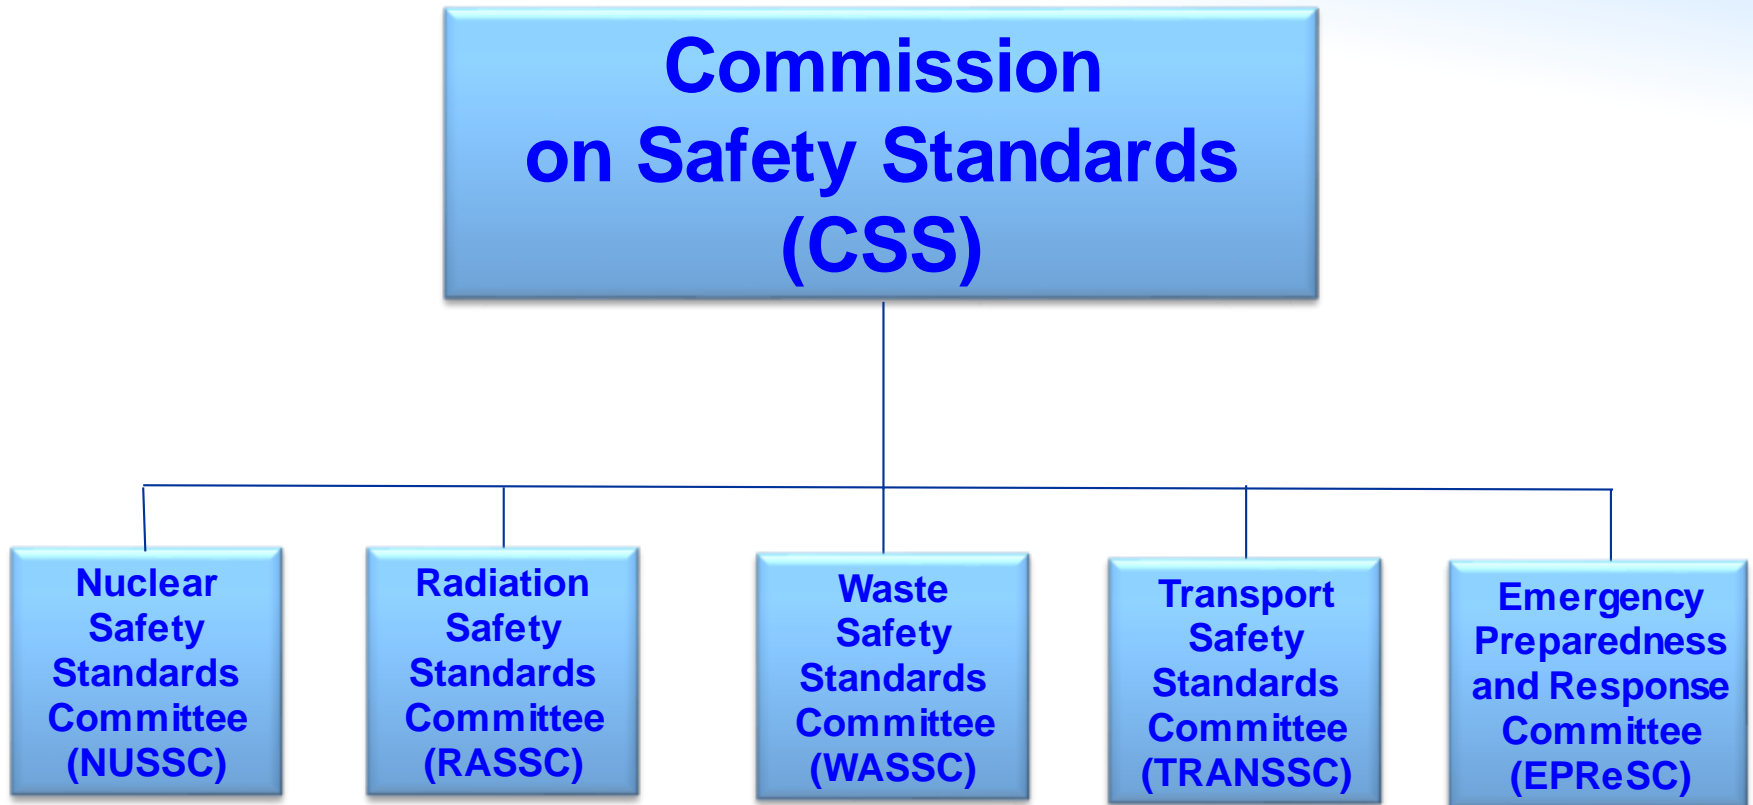 Commission
on Safety Standards
(CSS)
Nuclear
Safety
Standards
Committee
(NUSSC)
Radiation
Safety
Standards
Committee
(RASSC)
Waste
Safety
Standards
Committee
(WASSC)
Transport
Safety
Standards
Committee
(TRANSSC)
Emergency
Preparedness
and Response
Committee
(EPReSC)